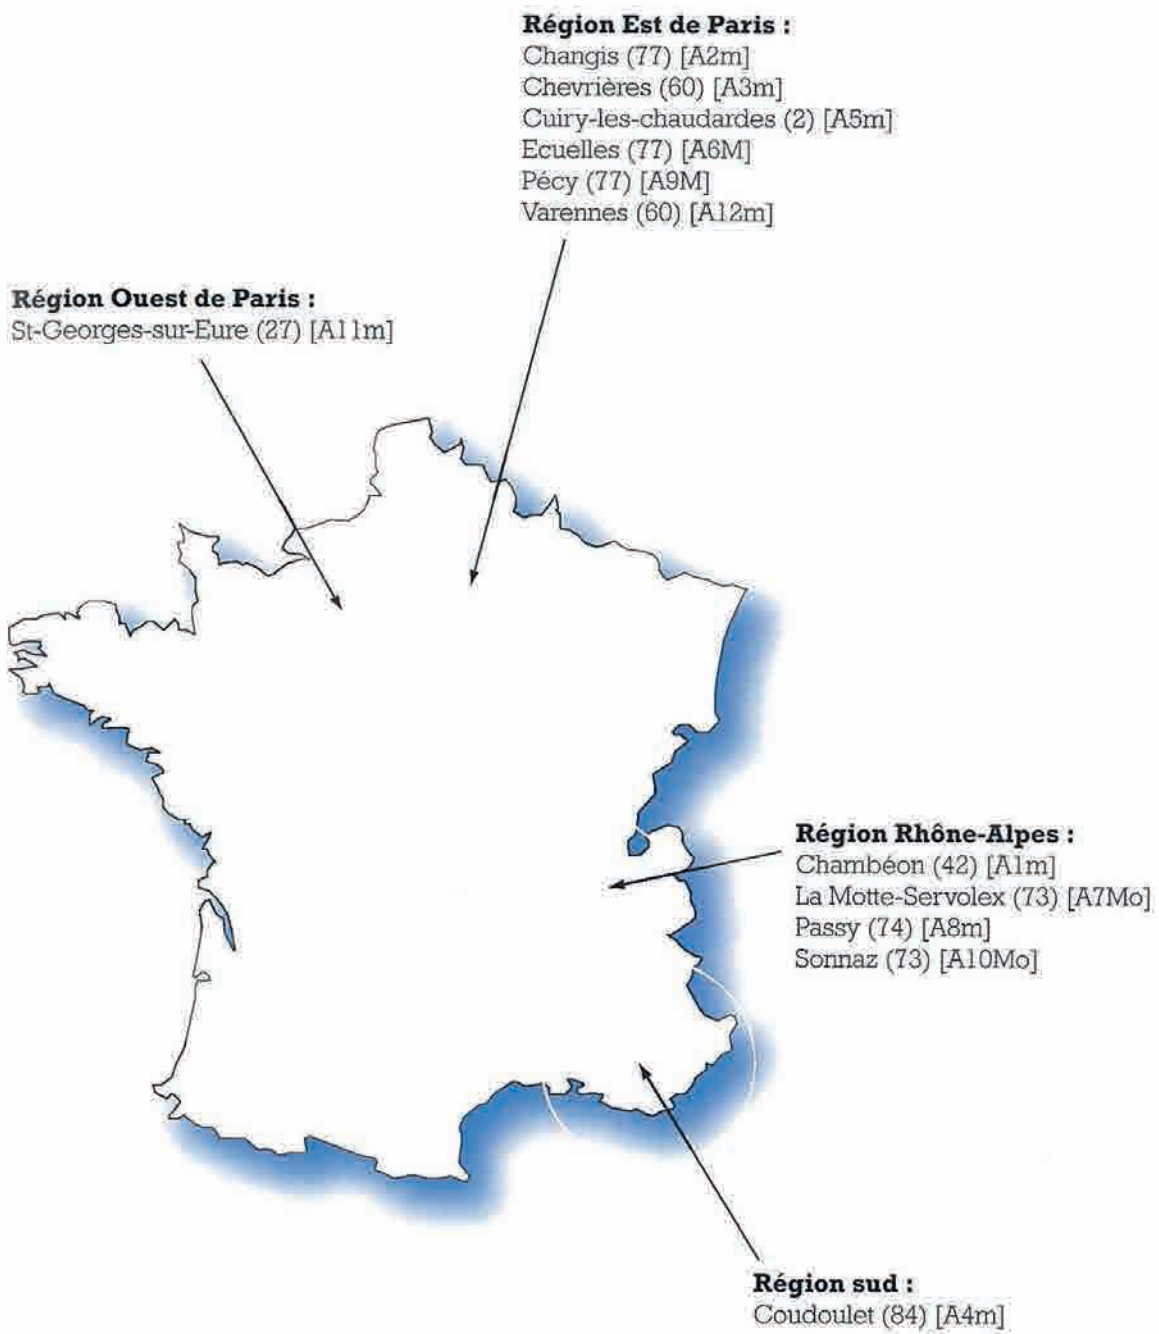 Région Est de Paris :
Changis (77) [A2m]
Chevrières (60) [A3m]
Cuiry-les-chaudardes (2) [A5m]
Ecuelles (77) [A6M]
Pécy (77) [A9M]
Varennes (60) [A12m]
Région Ouest de Paris :
St-Georges-sur-Eure (27) [A11m]
Région Rhône-Alpes :
Chambéon (42) [A1m]
La Motte-Servolex (73) [A7Mo]
Passy (74) [A8m]
Sonnaz (73) [A10Mo]
Région sud :
Coudoulet (84) [A4m]